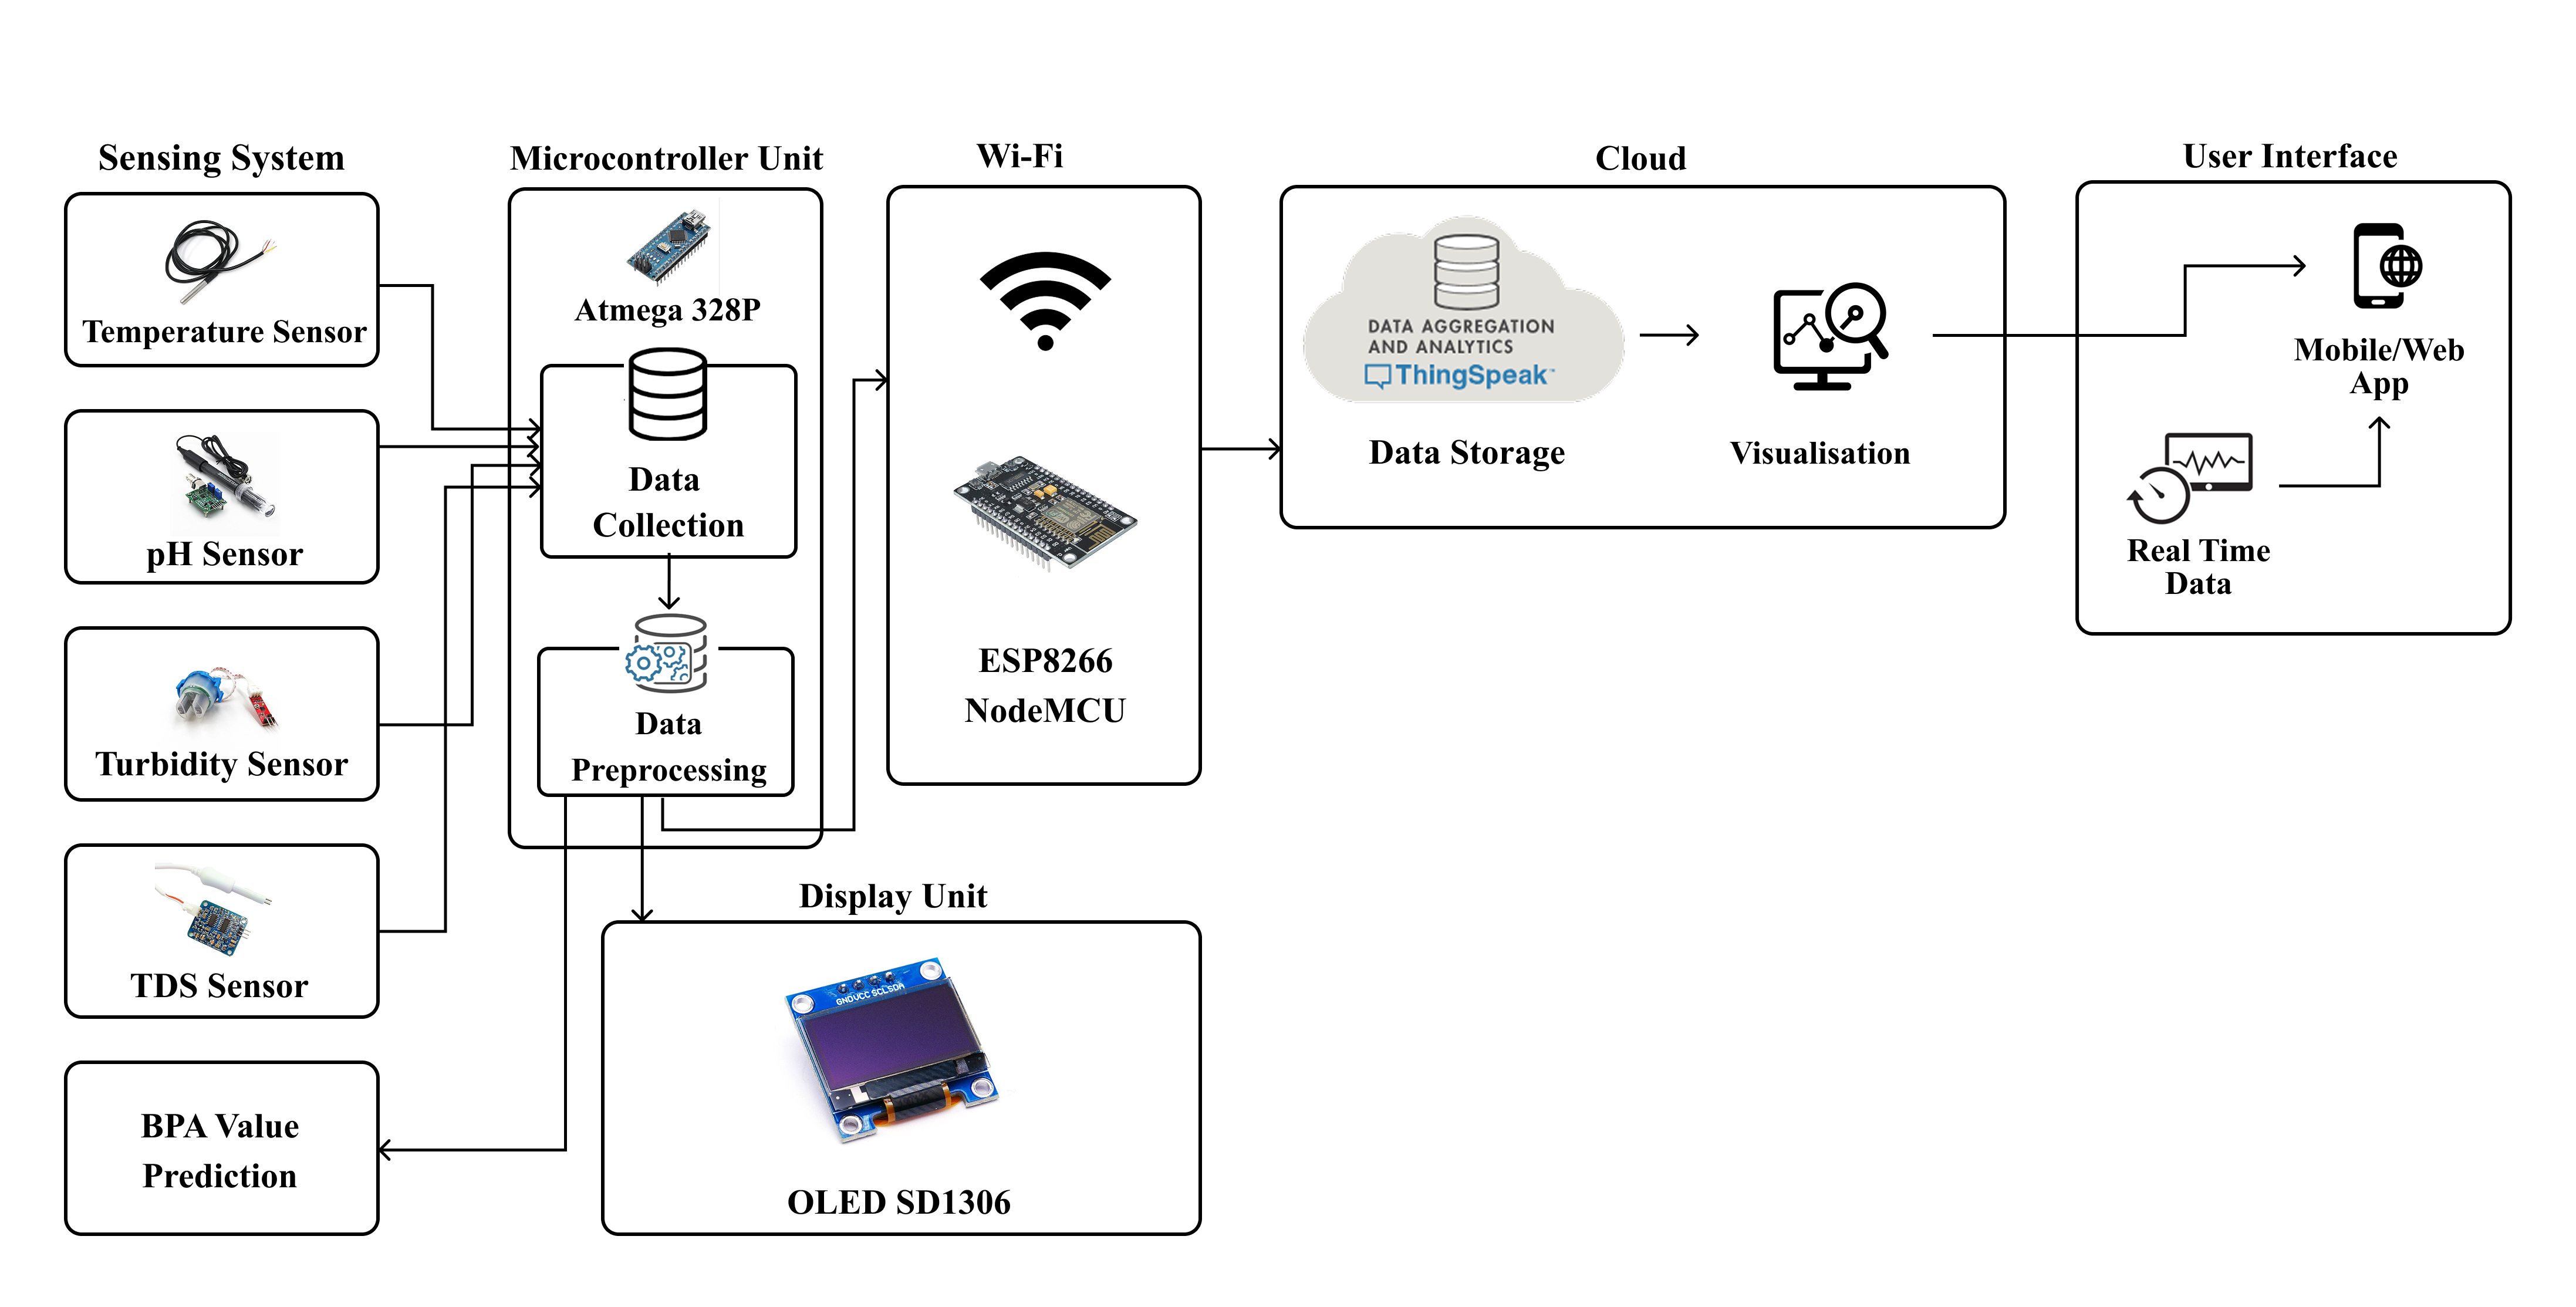 Sensing System
Temperature Sensor
pH Sensor
Turbidity Sensor
TDS Sensor
BPA Value
Prediction
Microcontroller Unit
Atmega 328P
Data
Collection
Data
Preprocessing
Display Unit
GND VCC SCL SDA
OLED SD1306
Wi-Fi
ESP8266
NodeMCU
Cloud
DATA AGGREGATION
AND ANALYTICS
ThingSpeak™
Data Storage
Visualisation
User Interface
Mobile/Web
App
Real Time
Data